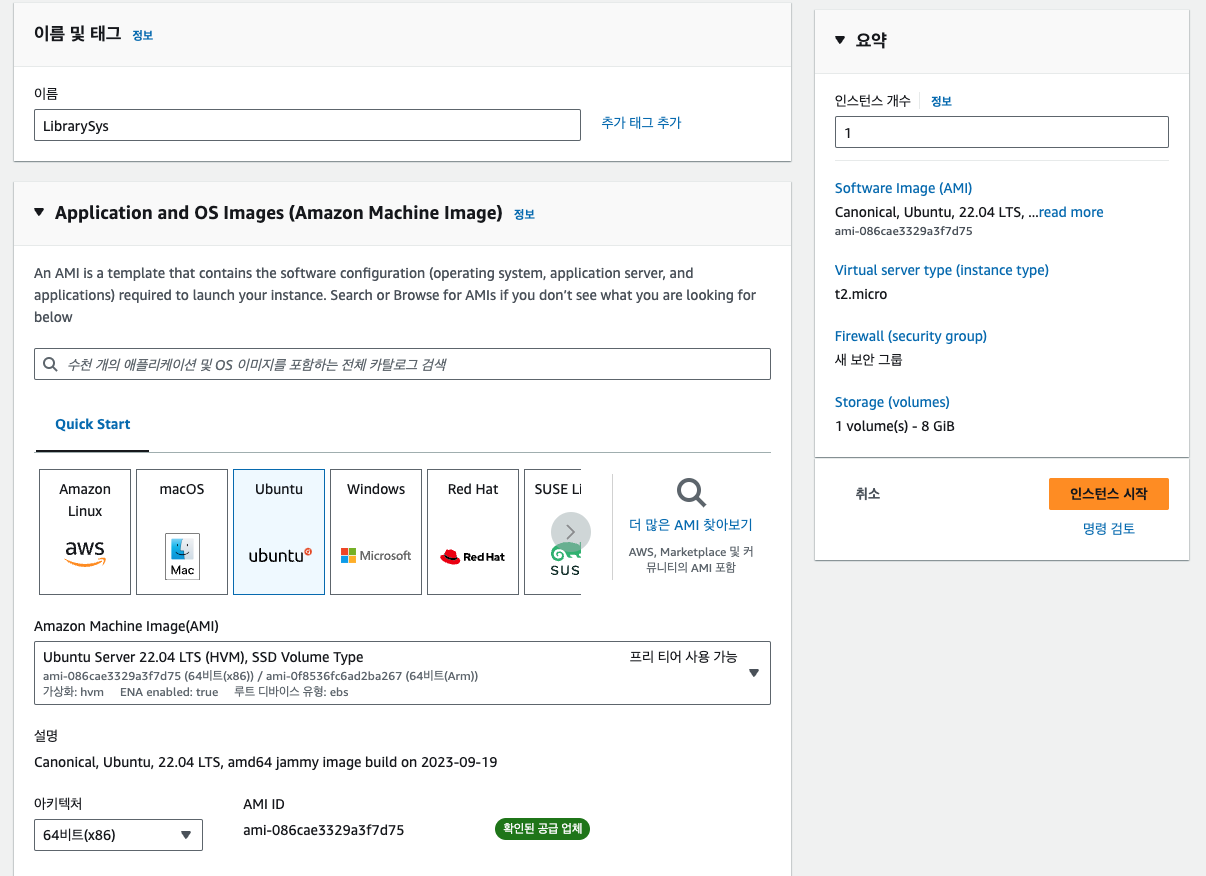 이름 및 태그 정보
이름
LibrarySys
추가 태그 추가
Application and OS Images (Amazon Machine Image) 정보
An AMI is a template that contains the software configuration (operating system, application server, and
applications) required to launch your instance. Search or Browse for AMIs if you don’t see what you are looking for
below
수천 개의 애플리케이션 및 OS 이미지를 포함하는 전체 카탈로그 검색
Quick Start
Amazon
Linux
aws
macOS
Mac
Ubuntu
ubuntu
Windows
Microsoft
Red Hat
Red Hat
SUSE Li
SUS
더 많은 AMI 찾아보기
AWS, Marketplace 및 커
뮤니티의 AMI 포함
Amazon Machine Image(AMI)
Ubuntu Server 22.04 LTS (HVM), SSD Volume Type
프리 티어 사용 가능
ami-086cae3329a3f7d75 (64비트(x86)) / ami-0f8536fc6ad2ba267 (64비트(Arm))
가상화: hvm ENA enabled: true 루트 디바이스 유형: ebs
설명
Canonical, Ubuntu, 22.04 LTS, amd64 jammy image build on 2023-09-19
아키텍처
64비트(x86)
AMI ID
ami-086cae3329a3f7d75
확인된 공급 업체
요약
인스턴스 개수 정보
1
Software Image (AMI)
Canonical, Ubuntu, 22.04 LTS, ...read more
ami-086cae3329a3f7d75
Virtual server type (instance type)
t2.micro
Firewall (security group)
새 보안 그룹
Storage (volumes)
1 volume(s) - 8 GiB
취소
인스턴스 시작
명령 검토